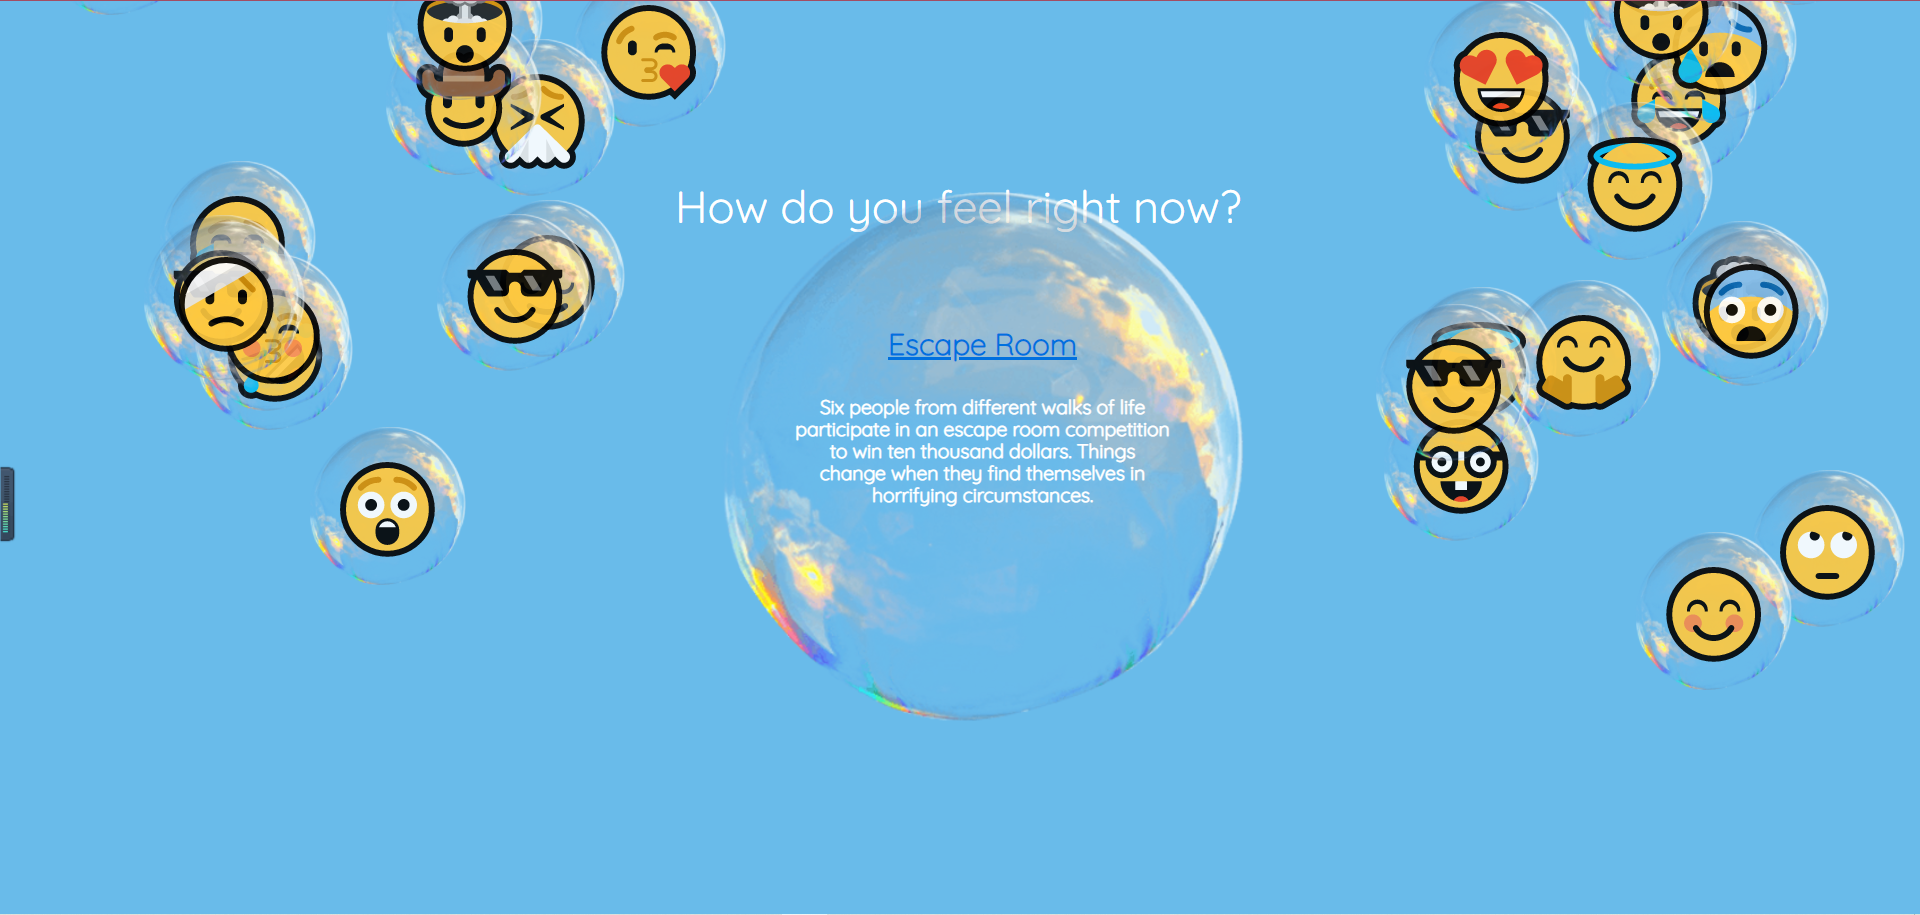 How do you feel right now?
Escape Room
Six people from different walks of life
participate in an escape room competition
to win ten thousand dollars. Things
change when they find themselves in
horrifying circumstances.